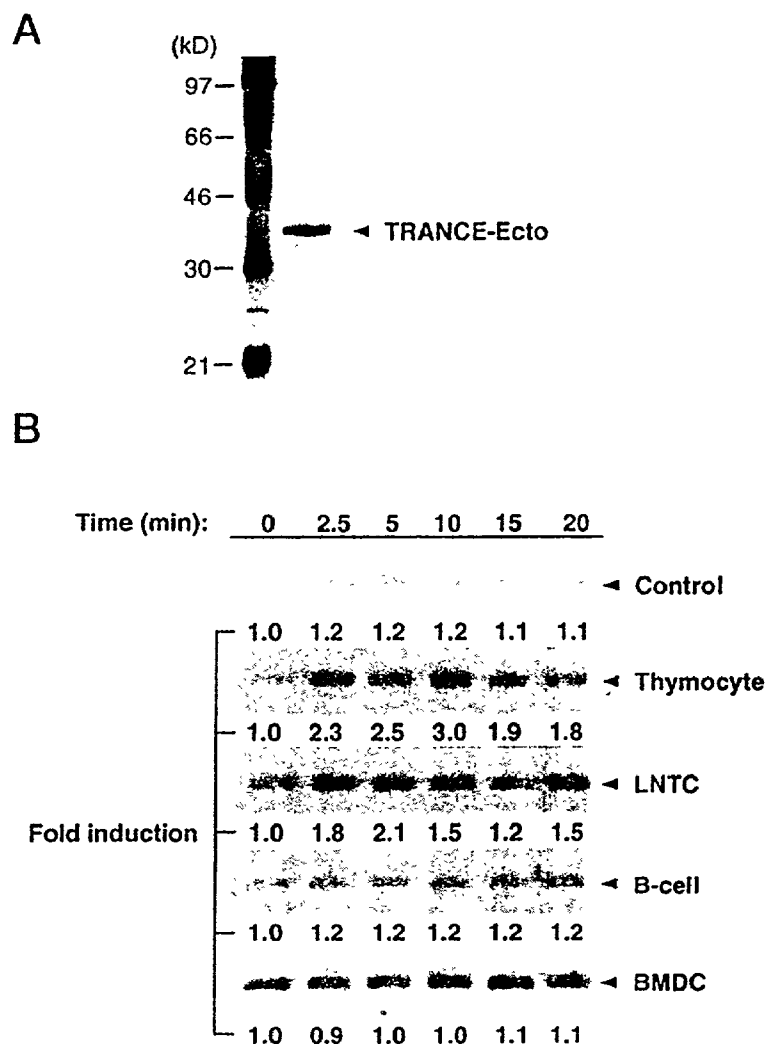 A
(kD)
97
66
46
TRANCE-Ecto
30
21
B
Time (min): 0 2.5 5 10 15 20
Control
1.0 1.2 1.2 1.2 1.1 1.1
Thymocyte
1.0 2.3 2.5 3.0 1.9 1.8
LNTC
Fold induction 1.0 1.8 2.1 1.5 1.2 1.5
B-cell
1.0 1.2 1.2 1.2 1.2 1.2
BMDC
1.0 0.9 1.0 1.0 1.1 1.1